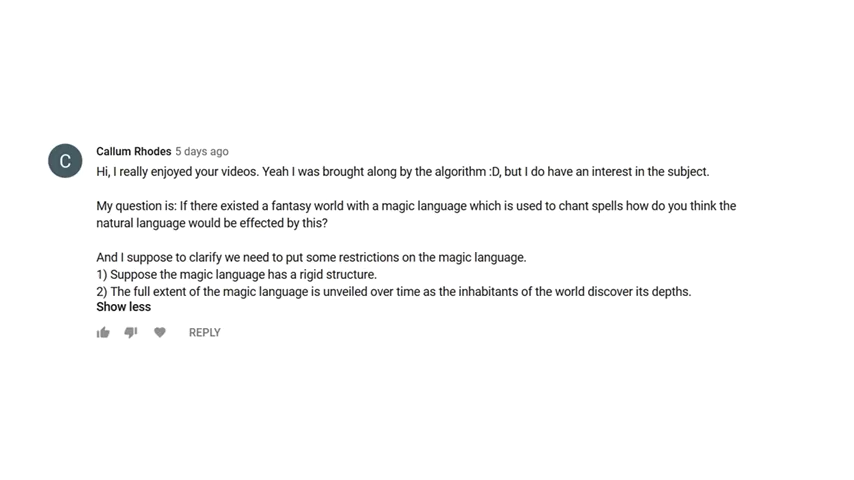 C
Callum Rhodes 5 days ago
Hi, I really enjoyed your videos. Yeah I was brought along by the algorithm :D, but I do have an interest in the subject.
My question is: If there existed a fantasy world with a magic language which is used to chant spells how do you think the
natural language would be effected by this?
And I suppose to clarify we need to put some restrictions on the magic language.
1) Suppose the magic language has a rigid structure.
2) The full extent of the magic language is unveiled over time as the inhabitants of the world discover its depths.
Show less
REPLY